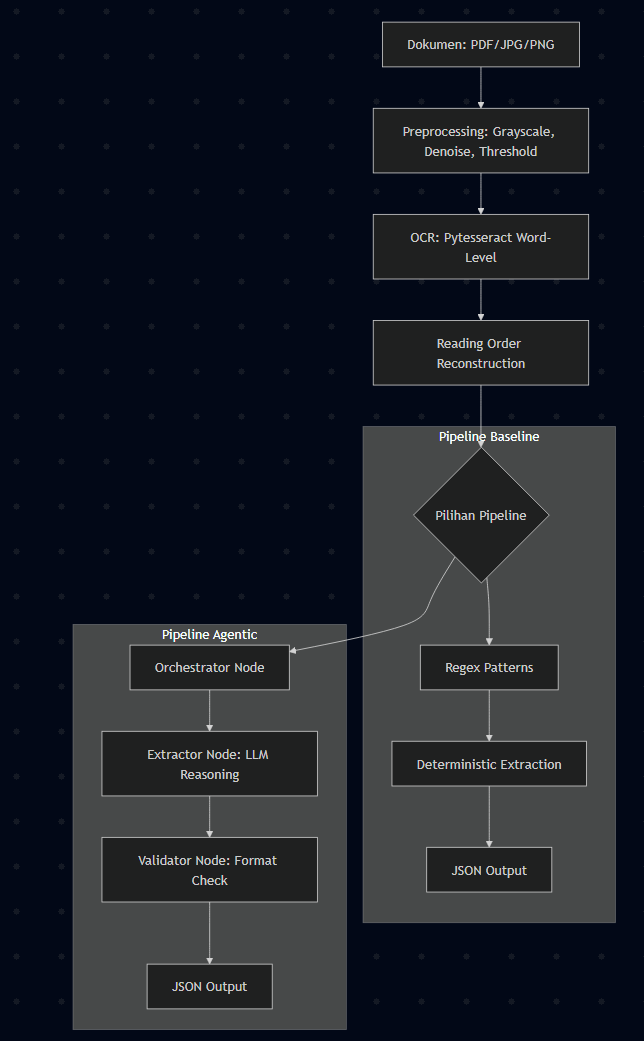 Dokumen: PDF/JPG/PNG
Preprocessing: Grayscale,
Denoise, Threshold
OCR: Pytesseract Word-
Level
Reading Order
Reconstruction
Pipeline Baseline
Pilihan Pipeline
Pipeline Agentic
Orchestrator Node
Extractor Node: LLM
Reasoning
Validator Node: Format
Check
JSON Output
Regex Patterns
Deterministic Extraction
JSON Output